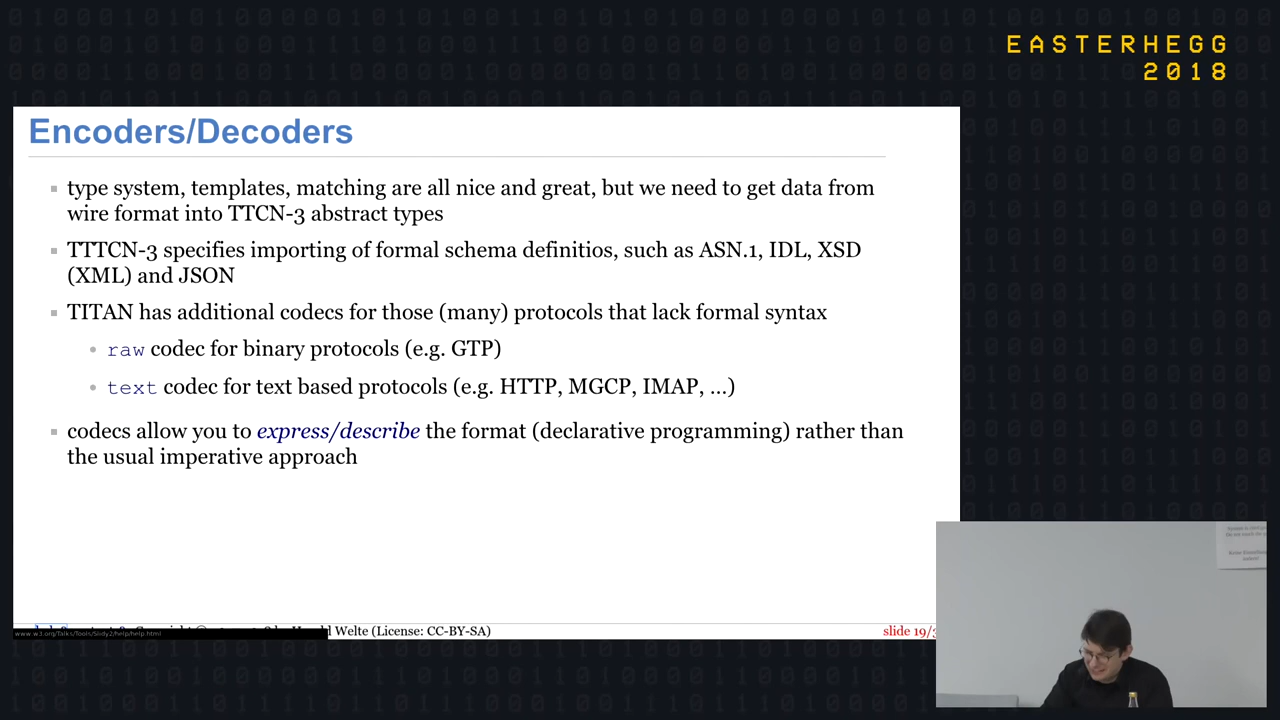 EASTERHEGG
2018
Encoders/Decoders
type system, templates, matching are all nice and great, but we need to get data from
wire format into TTCN-3 abstract types
TTTCN-3 specifies importing of formal schema definitios, such as ASN.1, IDL, XSD
(XML) and JSON
TITAN has additional codecs for those (many) protocols that lack formal syntax
raw codec for binary protocols (e.g. GTP)
text codec for text based protocols (e.g. HTTP, MGCP, IMAP, ...)
codecs allow you to express/describe the format (declarative programming) rather than
the usual imperative approach
Welte (License: CC-BY-SA)
slide 19/
www.w3.org/Talks/Tools/Slidy2/help/help.html